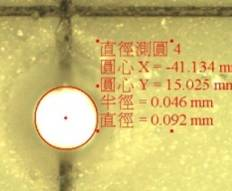 直徑測圓 4
圓心 X = -41.134 mm
圓心 Y = 15.025 mm
半徑 = 0.046 mm
直徑 = 0.092 mm